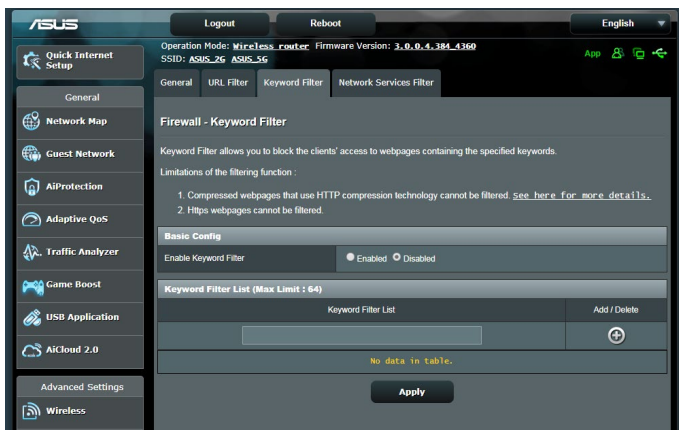 ASUS
Logout
Reboot
English
Operation Mode: Wireless router Firmware Version: 3.0.0.4.384_4360
SSID: ASUS_2G ASUS_5G
App
Quick Internet
Setup
General
Network Map
Guest Network
AiProtection
Adaptive QoS
Traffic Analyzer
Game Boost
USB Application
AiCloud 2.0
Advanced Settings
Wireless
General URL Filter Keyword Filter Network Services Filter
Firewall - Keyword Filter
Keyword Filter allows you to block the clients' access to webpages containing the specified keywords.
Limitations of the filtering function :
1. Compressed webpages that use HTTP compression technology cannot be filtered. See here for more details.
2. Https webpages cannot be filtered.
Basic Config
Enable Keyword Filter Enabled Disabled
Keyword Filter List (Max Limit : 64)
Keyword Filter List Add / Delete
No data in table.
Apply